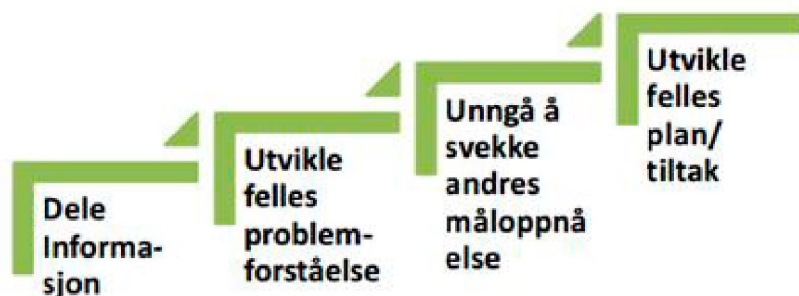 Dele
Informa-
sjon
Utvikle
felles
problem-
forståelse
Unngå å
svekke
andres
måloppnå
else
Utvikle
felles
plan/
tiltak